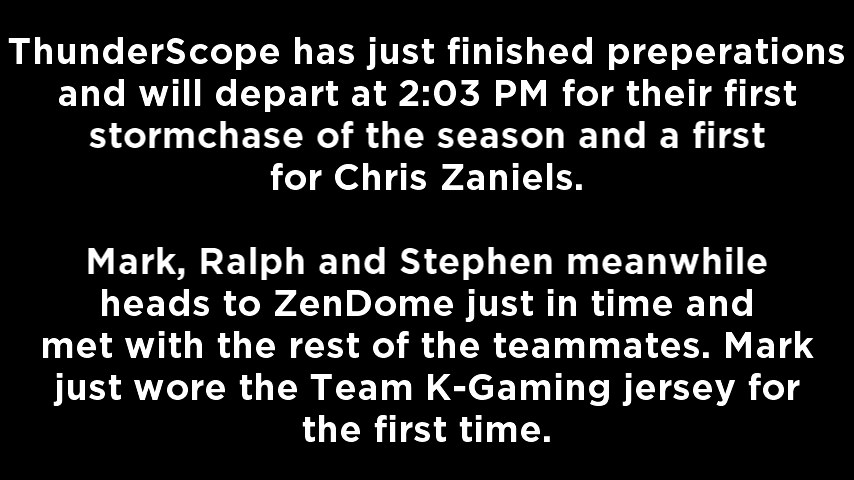 ThunderScope has just finished preperations
and will depart at 2:03 PM for their first
stormchase of the season and a first
for Chris Zaniels.
Mark, Ralph and Stephen meanwhile
heads to ZenDome just in time and
met with the rest of the teammates. Mark
just wore the Team K-Gaming jersey for
the first time.